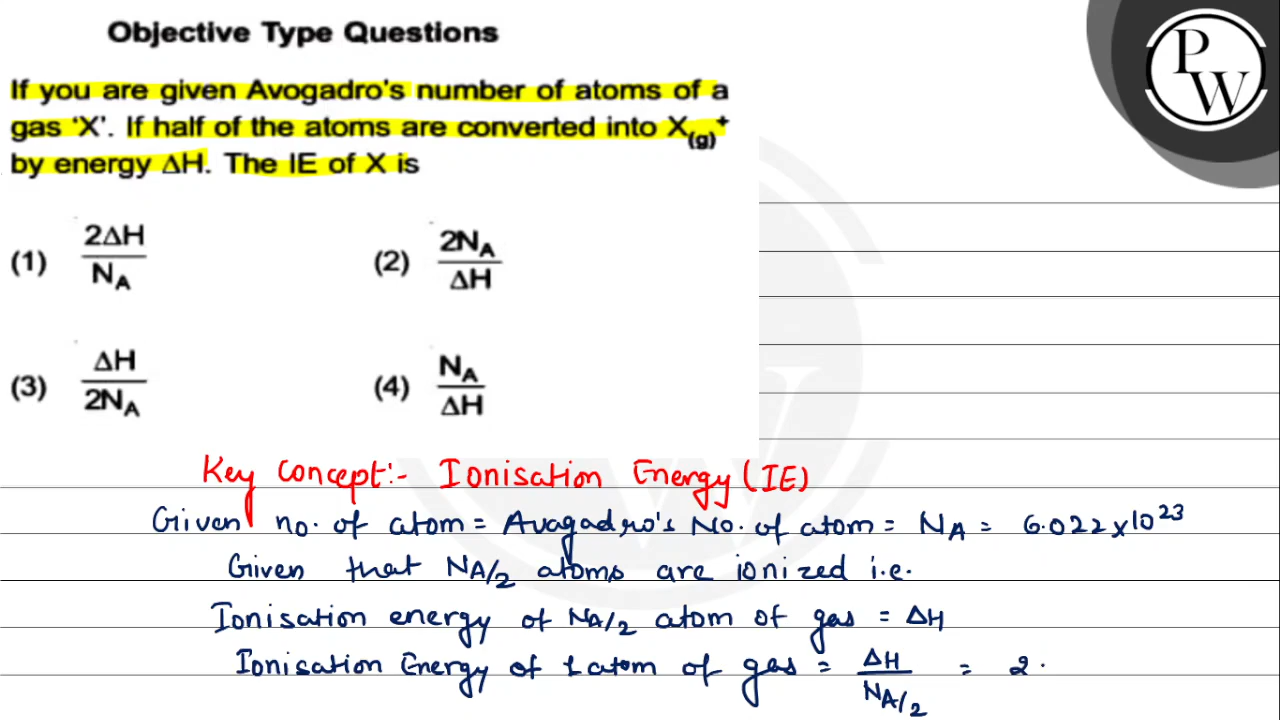 Objective Type Questions
P
W
If you are given Avogadro's number of atoms of a
gas 'X'. If half of the atoms are converted into X(g)+
by energy ΔH. The IE of X is
(1) 2ΔH/NA
(2) 2NA/ΔH
(3) ΔH/2NA
(4) NA/ΔH
Key Concept:- Ionisation Energy (IE)
Given no. of atom = Avagadro's No. of atom = NA = 6.022x10^23
Given that NA/2 atoms are ionized i.e.
Ionisation energy of NA/2 atom of gas = ΔH
Ionisation Energy of 1 atom of gas = ΔH/NA/2 = 2.